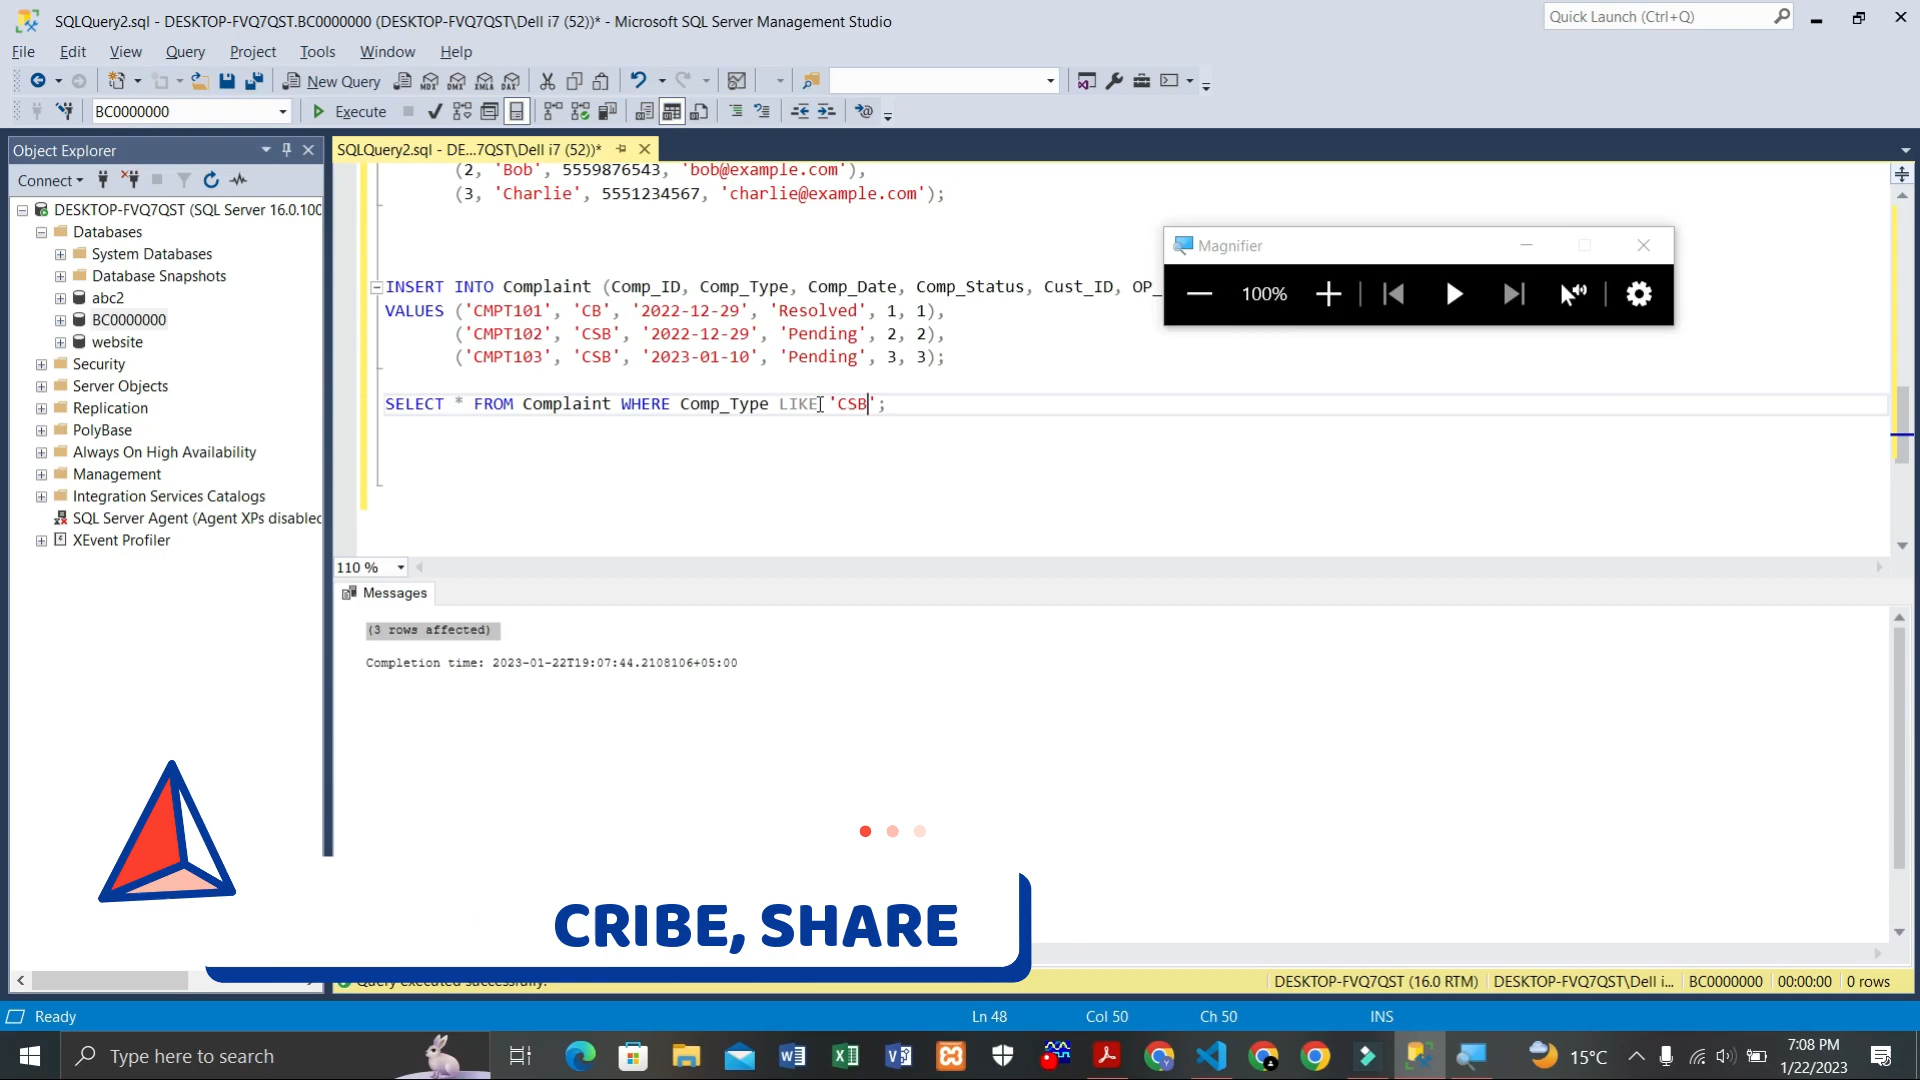 SQLQuery2.sql - DESKTOP-FVQ7QST.BC0000000 (DESKTOP-FVQ7QST\Dell i7 (52))* - Microsoft SQL Server Management Studio
Quick Launch (Ctrl+Q)
File Edit View Query Project Tools Window Help
New Query
MDX DMX XMLA DAX
BC0000000
Execute
Object Explorer
SQLQuery2.sql - DE...7QST\Dell i7 (52))*
Connect
DESKTOP-FVQ7QST (SQL Server 16.0.100
Databases
System Databases
Database Snapshots
abc2
BC0000000
website
Security
Server Objects
Replication
PolyBase
Always On High Availability
Management
Integration Services Catalogs
SQL Server Agent (Agent XPs disabled
XEvent Profiler
(2, 'Bob', 5559876543, 'bob@example.com'),
(3, 'Charlie', 5551234567, 'charlie@example.com');
INSERT INTO Complaint (Comp_ID, Comp_Type, Comp_Date, Comp_Status, Cust_ID, OP_
VALUES ('CMPT101', 'CB', '2022-12-29', 'Resolved', 1, 1),
('CMPT102', 'CSB', '2022-12-29', 'Pending', 2, 2),
('CMPT103', 'CSB', '2023-01-10', 'Pending', 3, 3);
SELECT * FROM Complaint WHERE Comp_Type LIKE 'CSB';
Magnifier
100%
110 %
Messages
(3 rows affected)
Completion time: 2023-01-22T19:07:44.2108106+05:00
CRIBE, SHARE
Query executed successfully.
DESKTOP-FVQ7QST (16.0 RTM) DESKTOP-FVQ7QST\Dell i... BC0000000 00:00:00 0 rows
Ready
Ln 48 Col 50 Ch 50 INS
Type here to search
15°C
7:08 PM
1/22/2023